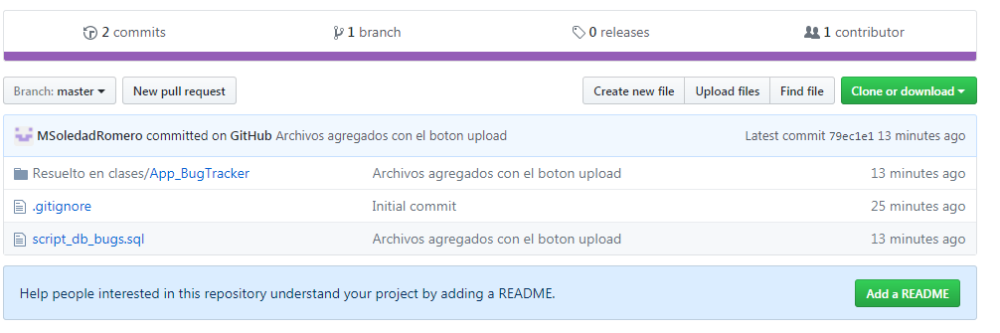 2 commits 1 branch 0 releases 1 contributor
Branch: master New pull request Create new file Upload files Find file Clone or download
MSoledadRomero committed on GitHub Archivos agregados con el boton upload Latest commit 79ec1e1 13 minutes ago
Resuelto en clases/App_BugTracker Archivos agregados con el boton upload 13 minutes ago
.gitignore Initial commit 25 minutes ago
script_db_bugs.sql Archivos agregados con el boton upload 13 minutes ago
Help people interested in this repository understand your project by adding a README. Add a README